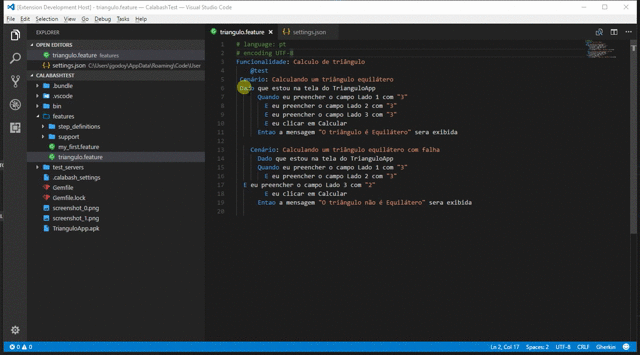 [Extension Development Host] - triangulo.feature - CalabashTest - Visual Studio Code
File Edit Selection View Go Debug Tasks Help
EXPLORER
OPEN EDITORS
triangulo.feature features
settings.json C:\Users\jgodoy\AppData\Roaming\Code\User
CALABASHTEST
.bundle
.vscode
bin
features
step_definitions
support
my_first.feature
triangulo.feature
test_servers
.calabash_settings
Gemfile
Gemfile.lock
screenshot_0.png
screenshot_1.png
TrianguloApp.apk
triangulo.feature
settings.json
1 # language: pt
2 # encoding UTF-8
3 Funcionalidade: Calculo de triângulo
4 @test
5 Cenário: Calculando um triângulo equilátero
6 Dado que estou na tela do TrianguloApp
7 Quando eu preencher o campo Lado 1 com "3"
8 E eu preencher o campo Lado 2 com "3"
9 E eu preencher o campo Lado 3 com "3"
10 E eu clicar em Calcular
11 Entao a mensagem "O triângulo é Equilátero" sera exibida
12
13 Cenário: Calculando um triângulo equilátero com falha
14 Dado que estou na tela do TrianguloApp
15 Quando eu preencher o campo Lado 1 com "3"
16 E eu preencher o campo Lado 2 com "3"
17 E eu preencher o campo Lado 3 com "2"
18 E eu clicar em Calcular
19 Entao a mensagem "O triângulo não é Equilátero" sera exibida
20
0 0 Ln 2, Col 17 Spaces: 2 UTF-8 CRLF Gherkin